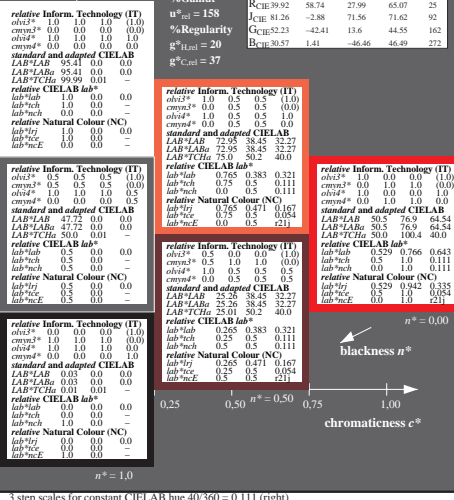 relative Inform. Technology (IT)
olvi3* 1.0 1.0 1.0 (1.0)
cmyn3* 0.0 0.0 0.0 (0.0)
olvi4* 1.0 1.0 1.0 1.0
cmyn4* 0.0 0.0 0.0 0.0
standard and adapted CIELAB
LAB*LAB 95.41 0.0 0.0
LAB*LABa 95.41 0.0 0.0
LAB*TCHa 99.99 0.01 –
relative CIELAB lab*
lab*lab 1.0 0.0 0.0
lab*tch 1.0 0.0 –
lab*nch 0.0 0.0 –
relative Natural Colour (NC)
lab*lrj 1.0 0.0 0.0
lab*tce 1.0 0.0 –
lab*ncE 0.0 0.0 –
u*rel = 158
%Regularity
g*H,rel = 20
g*C,rel = 37
RCIE 39.92 58.74 27.99 65.07 25
JCIE 81.26 -2.88 71.56 71.62 92
GCIE 52.23 -42.41 13.6 44.55 162
BCIE 30.57 1.41 -46.46 46.49 272
relative Inform. Technology (IT)
olvi3* 1.0 0.5 0.5 (1.0)
cmyn3* 0.0 0.5 0.5 (0.0)
olvi4* 1.0 0.5 0.5 1.0
cmyn4* 0.0 0.5 0.5 0.0
standard and adapted CIELAB
LAB*LAB 72.95 38.45 32.27
LAB*LABa 72.95 38.45 32.27
LAB*TCHa 75.0 50.2 40.0
relative CIELAB lab*
lab*lab 0.765 0.383 0.321
lab*tch 0.75 0.5 0.111
lab*nch 0.0 0.5 0.111
relative Natural Colour (NC)
lab*lrj 0.765 0.471 0.167
lab*tce 0.75 0.5 0.054
lab*ncE 0.0 0.5 r21j
relative Inform. Technology (IT)
olvi3* 0.5 0.5 0.5 (1.0)
cmyn3* 0.5 0.5 0.5 (0.0)
olvi4* 1.0 1.0 1.0 0.5
cmyn4* 0.0 0.0 0.0 0.5
standard and adapted CIELAB
LAB*LAB 47.72 0.0 0.0
LAB*LABa 47.72 0.0 0.0
LAB*TCHa 50.0 0.01 –
relative CIELAB lab*
lab*lab 0.5 0.0 0.0
lab*tch 0.5 0.0 –
lab*nch 0.5 0.0 –
relative Natural Colour (NC)
lab*lrj 0.5 0.0 0.0
lab*tce 0.5 0.0 –
lab*ncE 0.5 0.0 –
relative Inform. Technology (IT)
olvi3* 1.0 0.0 0.0 (1.0)
cmyn3* 0.0 1.0 1.0 (0.0)
olvi4* 1.0 0.0 0.0 1.0
cmyn4* 0.0 1.0 1.0 0.0
standard and adapted CIELAB
LAB*LAB 50.5 76.9 64.54
LAB*LABa 50.5 76.9 64.54
LAB*TCHa 50.0 100.4 40.0
relative CIELAB lab*
lab*lab 0.529 0.766 0.643
lab*tch 0.5 1.0 0.111
lab*nch 0.0 1.0 0.111
relative Natural Colour (NC)
lab*lrj 0.529 0.942 0.335
lab*tce 0.5 1.0 0.054
lab*ncE 0.0 1.0 r21j
relative Inform. Technology (IT)
olvi3* 0.5 0.0 0.0 (1.0)
cmyn3* 0.5 1.0 1.0 (0.0)
olvi4* 1.0 0.5 0.5 0.5
cmyn4* 0.0 0.5 0.5 0.5
standard and adapted CIELAB
LAB*LAB 25.26 38.45 32.27
LAB*LABa 25.26 38.45 32.27
LAB*TCHa 25.01 50.2 40.0
relative CIELAB lab*
lab*lab 0.265 0.383 0.321
lab*tch 0.25 0.5 0.111
lab*nch 0.5 0.5 0.111
relative Natural Colour (NC)
lab*lrj 0.265 0.471 0.167
lab*tce 0.25 0.5 0.054
lab*ncE 0.5 0.5 r21j
relative Inform. Technology (IT)
olvi3* 0.0 0.0 0.0 (1.0)
cmyn3* 1.0 1.0 1.0 (0.0)
olvi4* 1.0 1.0 1.0 0.0
cmyn4* 0.0 0.0 0.0 1.0
standard and adapted CIELAB
LAB*LAB 0.03 0.0 0.0
LAB*LABa 0.03 0.0 0.0
LAB*TCHa 0.01 0.01 –
relative CIELAB lab*
lab*lab 0.0 0.0 0.0
lab*tch 0.0 0.0 –
lab*nch 1.0 0.0 –
relative Natural Colour (NC)
lab*lrj 0.0 0.0 0.0
lab*tce 0.0 0.0 –
lab*ncE 1.0 0.0 –
n* = 0,00
blackness n*
n* = 0,50
0,25 0,50 0,75 1,00
chromaticness c*
n* = 1,0
3 step scales for constant CIELAB hue 40/360 = 0.111 (right)